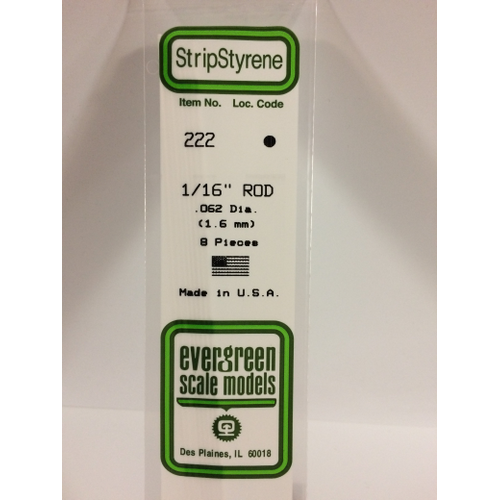 StripStyrene
Item No. Loc. Code
222
1/16" ROD
.062 Dia.
(1.6 mm)
8 Pieces
Made in U.S.A.
evergreen
scale models
Des Plaines, IL 60018